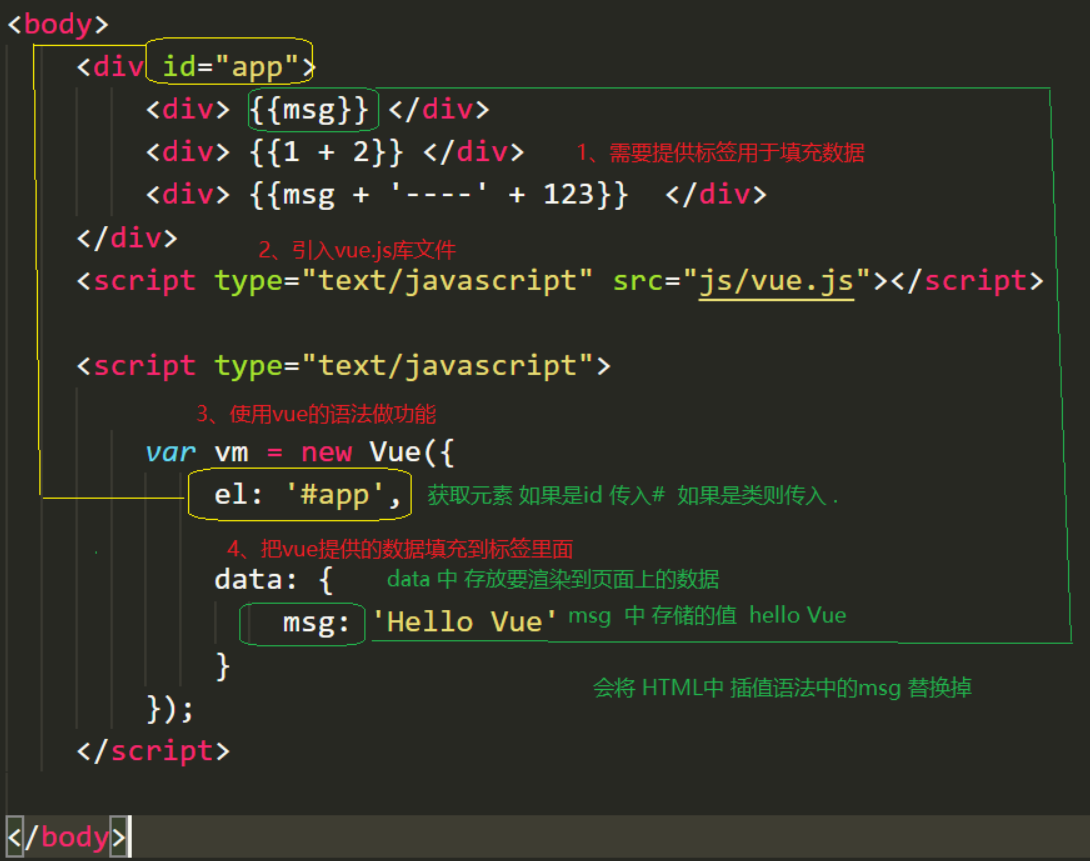 <body>
<div id="app">
<div> {{msg}} </div>
<div> {{1 + 2}} </div> 1、需要提供标签用于填充数据
<div> {{msg + '----' + 123}}  </div>
</div>
2、引入vue.js库文件
<script type="text/javascript" src="js/vue.js"></script>
<script type="text/javascript">
3、使用vue的语法做功能
var vm = new Vue({
el: '#app', 获取元素 如果是id 传入#  如果是类则传入 .
4、把vue提供的数据填充到标签里面
data: { data 中 存放要渲染到页面上的数据
msg: 'Hello Vue' msg  中 存储的值  hello Vue
}
会将 HTML中 插值语法中的msg 替换掉
});
</script>
</body>